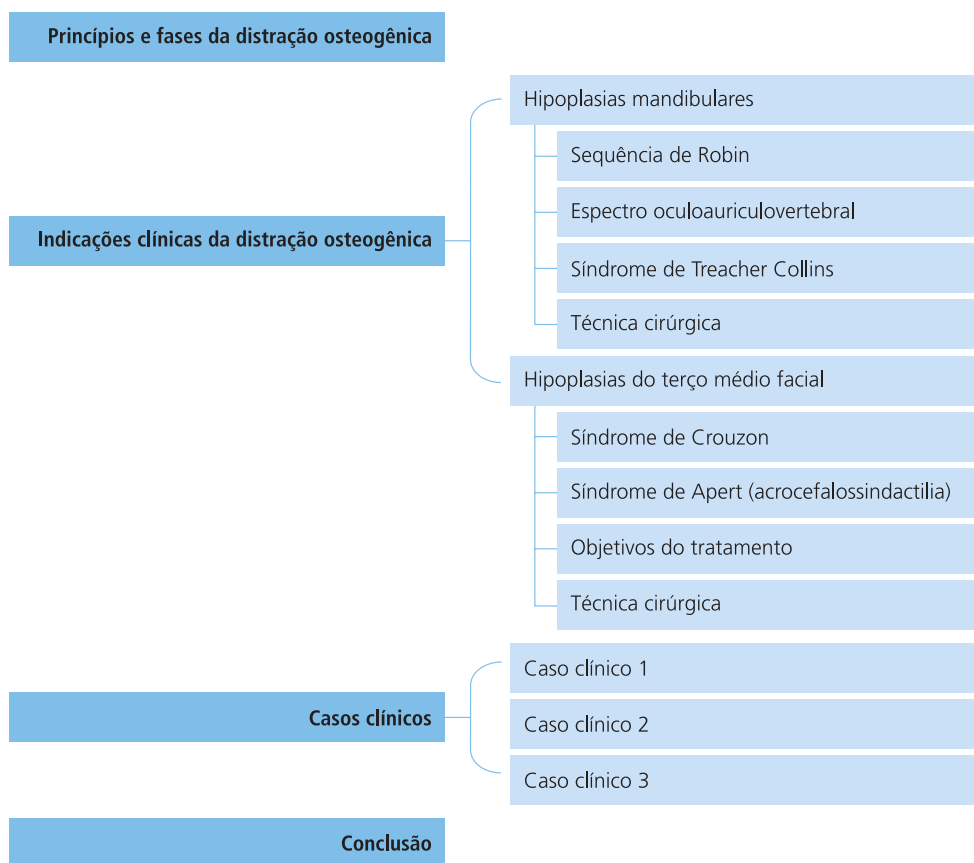 Princípios e fases da distração osteogênica
Indicações clínicas da distração osteogênica
Hipoplasias mandibulares
Sequência de Robin
Espectro oculoauriculovertebral
Síndrome de Treacher Collins
Técnica cirúrgica
Hipoplasias do terço médio facial
Síndrome de Crouzon
Síndrome de Apert (acrocefalossindactilia)
Objetivos do tratamento
Técnica cirúrgica
Casos clínicos
Caso clínico 1
Caso clínico 2
Caso clínico 3
Conclusão